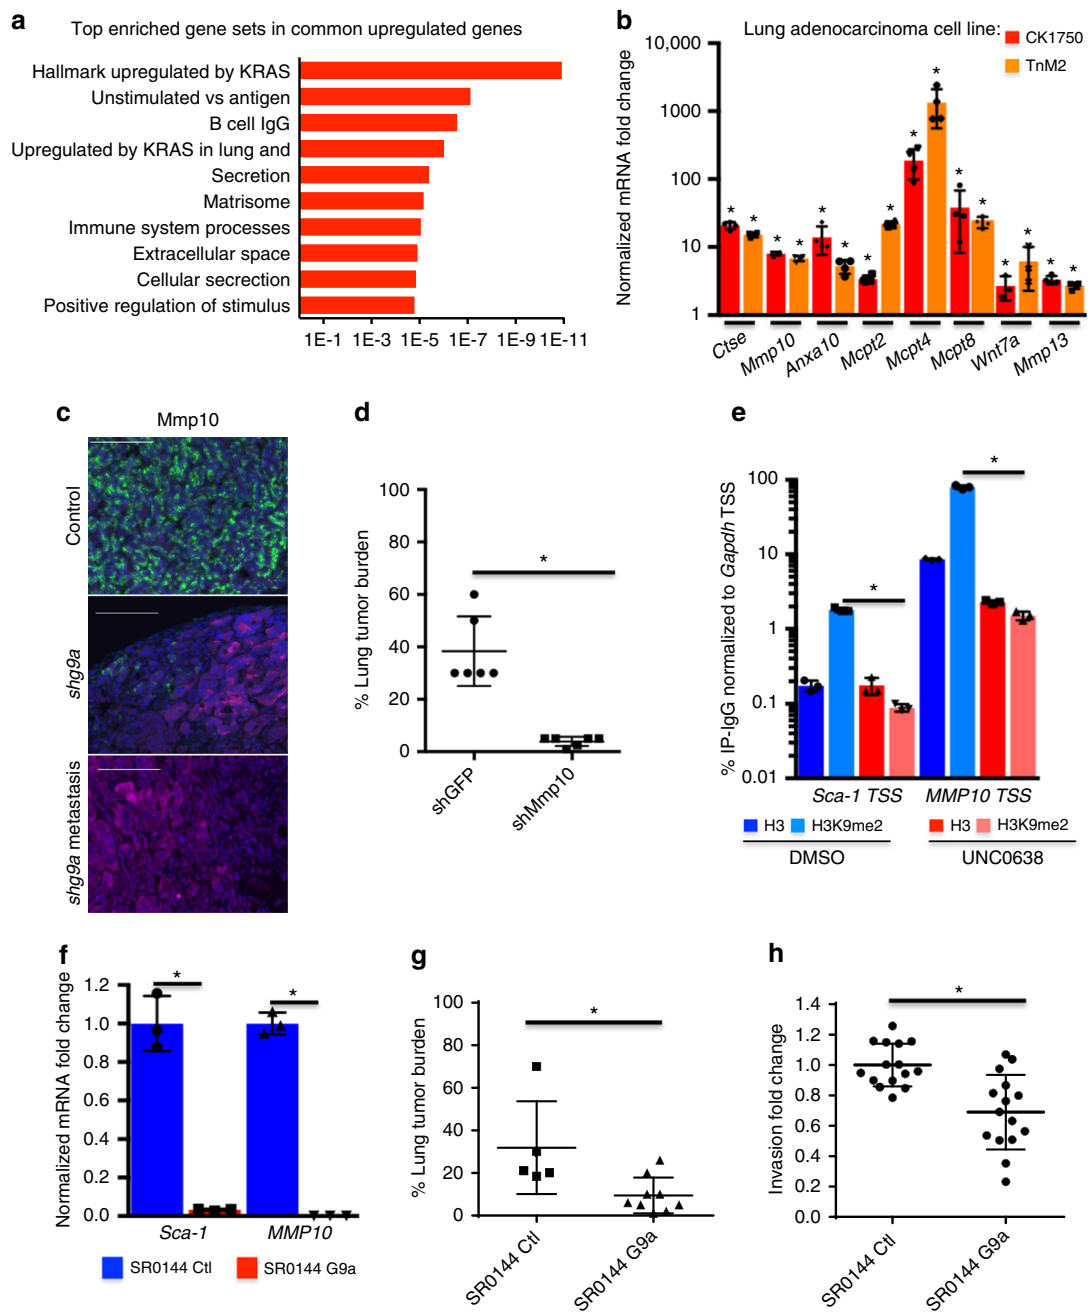 a
Top enriched gene sets in common upregulated genes
Hallmark upregulated by KRAS
Unstimulated vs antigen
B cell IgG
Upregulated by KRAS in lung and
Secretion
Matrisome
Immune system processes
Extracellular space
Cellular secretion
Positive regulation of stimulus
1E-1 1E-3 1E-5 1E-7 1E-9 1E-11
b
Lung adenocarcinoma cell line:
CK1750
TnM2
Normalized mRNA fold change
10,000
1000
100
10
1
* * * * * * * * * * * * * * * *
Ctse Mmp10 Anxa10 Mcpt2 Mcpt4 Mcpt8 Wnt7a Mmp13
c
Mmp10
Control
shg9a
shg9a metastasis
d
% Lung tumor burden
100
80
60
40
20
0
*
shGFP shMmp10
e
% IP-IgG normalized to Gapdh TSS
100
10
1
0.1
0.01
* *
Sca-1 TSS MMP10 TSS
H3 H3K9me2 H3 H3K9me2
DMSO UNC0638
f
Normalized mRNA fold change
1.2
1.0
0.8
0.6
0.4
0.2
0.0
* *
Sca-1 MMP10
SR0144 Ctl SR0144 G9a
g
% Lung tumor burden
100
80
60
40
20
0
*
SR0144 Ctl SR0144 G9a
h
Invasion fold change
1.4
1.2
1.0
0.8
0.6
0.4
0.2
0.0
*
SR0144 Ctl SR0144 G9a